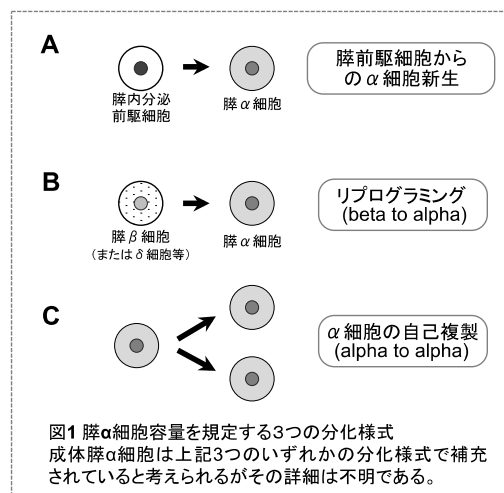 A
膵内分泌
前駆細胞
膵α細胞
膵前駆細胞から
のα細胞新生
B
膵β細胞
(またはδ細胞等)
膵α細胞
リプログラミング
(beta to alpha)
C
α細胞の自己複製
(alpha to alpha)
図1 膵α細胞容量を規定する3つの分化様式
成体膵α細胞は上記3つのいずれかの分化様式で補充
されていると考えられるがその詳細は不明である。